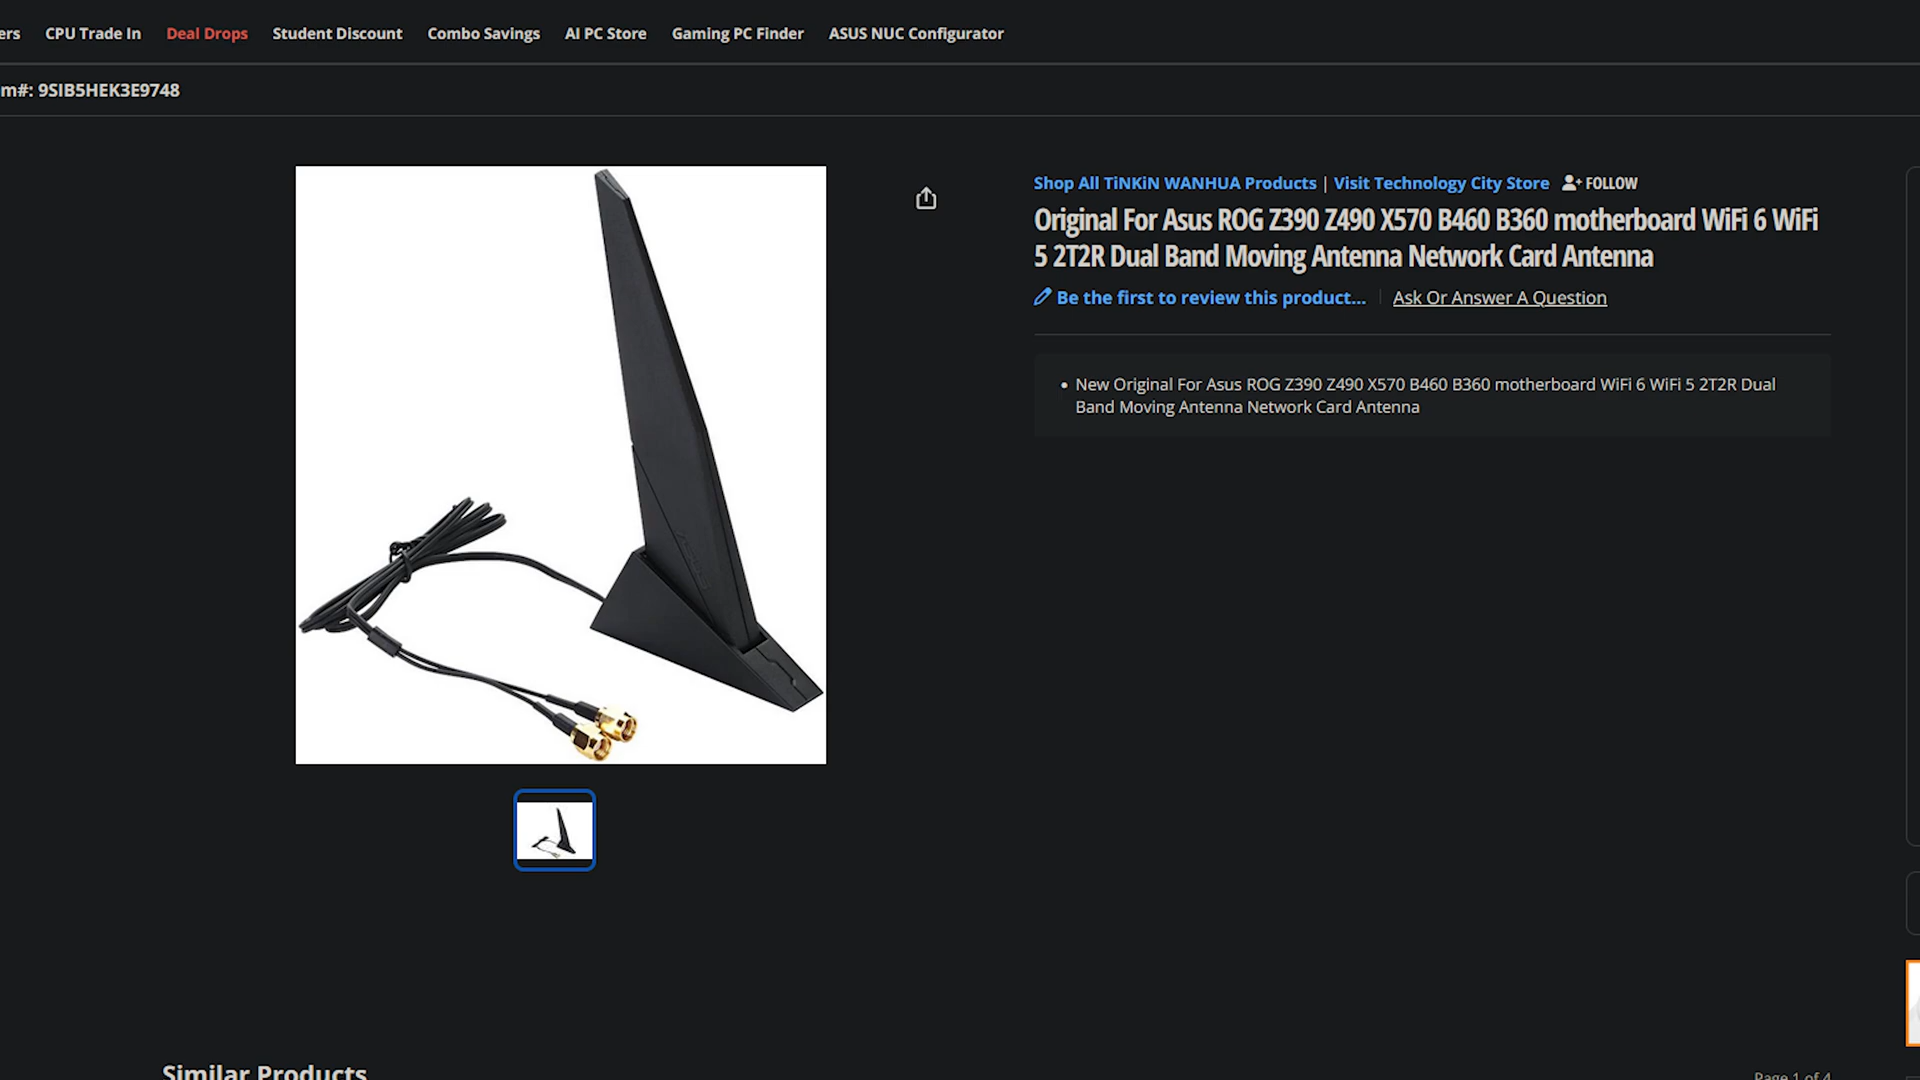 ers CPU Trade In Deal Drops Student Discount Combo Savings AI PC Store Gaming PC Finder ASUS NUC Configurator
m#: 9SIB5HEK3E9748
Shop All TiNKiN WANHUA Products | Visit Technology City Store FOLLOW
Original For Asus ROG Z390 Z490 X570 B460 B360 motherboard WiFi 6 WiFi
5 2T2R Dual Band Moving Antenna Network Card Antenna
Be the first to review this product... Ask Or Answer A Question
• New Original For Asus ROG Z390 Z490 X570 B460 B360 motherboard WiFi 6 WiFi 5 2T2R Dual
Band Moving Antenna Network Card Antenna
Similar Products
Page 1 of 4